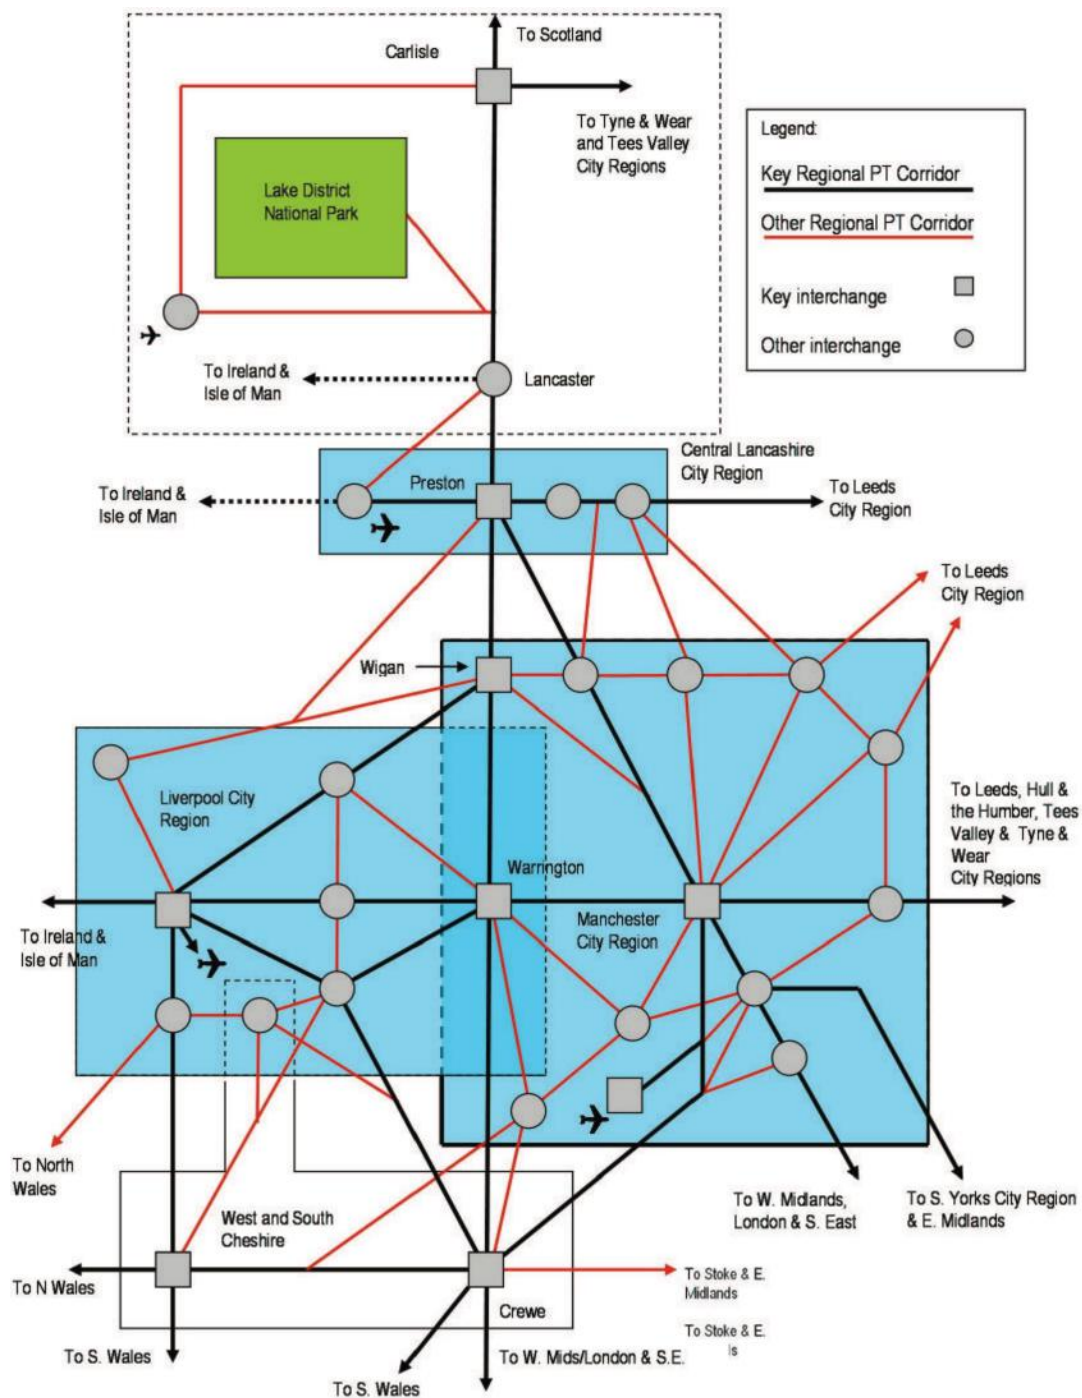 To Scotland
Carlisle
To Tyne & Wear
and Tees Valley
City Regions
Legend:
Key Regional PT Corridor
Other Regional PT Corridor
Key interchange
Other interchange
Lake District
National Park
To Ireland &
Isle of Man
Lancaster
Central Lancashire
City Region
Preston
To Ireland &
Isle of Man
To Leeds
City Region
To Leeds
City Region
Wigan
Liverpool City
Region
To Leeds, Hull &
the Humber, Tees
Valley & Tyne &
Wear
City Regions
Warrington
Manchester
City Region
To Ireland &
Isle of Man
To North
Wales
To W. Midlands,
London & S. East
To S. Yorks City Region
& E. Midlands
West and South
Cheshire
To N Wales
To Stoke & E.
Midlands
Crewe
To Stoke & E.
ls
To S. Wales
To W. Mids/London & S.E.
To S. Wales